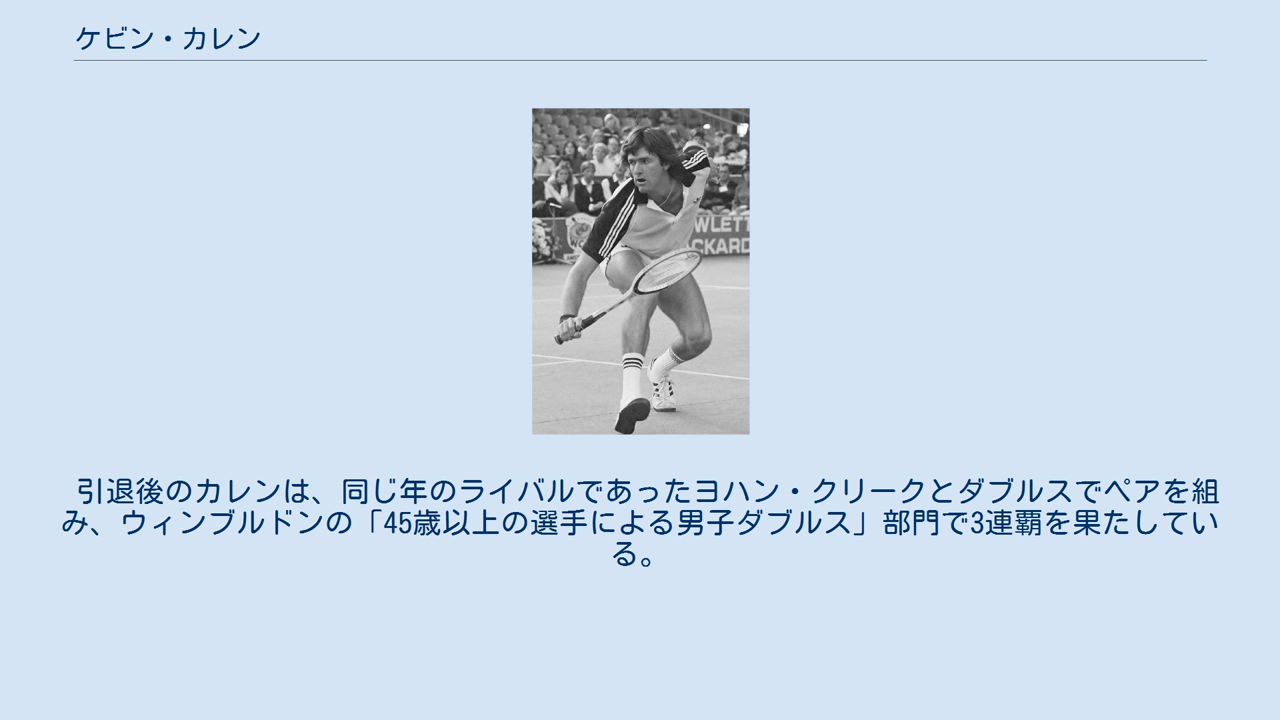 ケビン・カレン
WLETT
CKARD
引退後のカレンは、同じ年のライバルであったヨハン・クリークとダブルスでペアを組
み、ウィンブルドンの「45歳以上の選手による男子ダブルス」部門で3連覇を果たしてい
る。